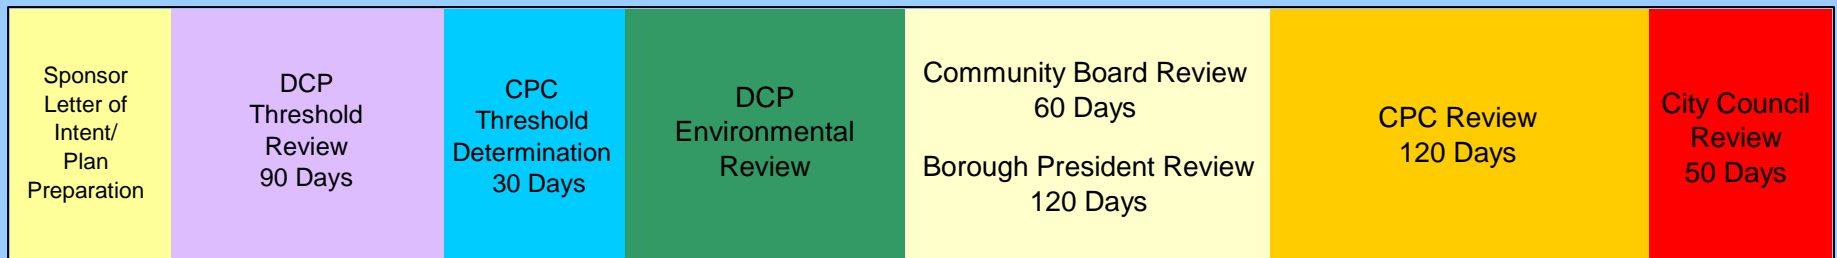 Sponsor
Letter of
Intent/
Plan
Preparation
DCP
Threshold
Review
90 Days
CPC
Threshold
Determination
30 Days
DCP
Environmental
Review
Community Board Review
60 Days
Borough President Review
120 Days
CPC Review
120 Days
City Council
Review
50 Days